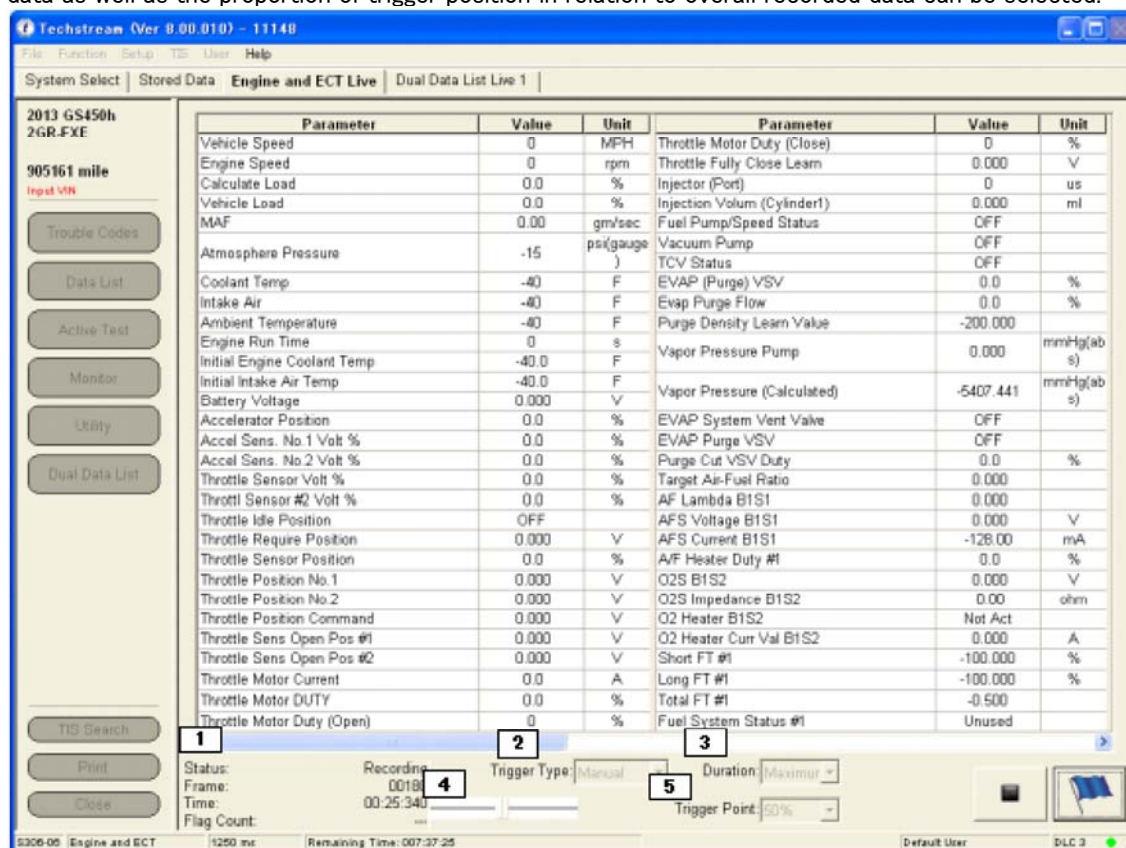 data as well as the proportion of trigger position in relation to overall recorded data can be selected.
Techstream (Ver 8.00.010) - 11148
File Function Setup TIS User Help
System Select Stored Data Engine and ECT Live Dual Data List Live 1
2013 GS450h
2GR-FXE
905161 mile
Input VIN
Trouble Codes
Data List
Active Test
Monitor
Utility
Dual Data List
TIS Search
Print
Close
Parameter Value Unit Parameter Value Unit
Vehicle Speed 0 MPH Throttle Motor Duty (Close) 0 %
Engine Speed 0 rpm Throttle Fully Close Learn 0.000 V
Calculate Load 0.0 % Injector (Port) 0 us
Vehicle Load 0.0 % Injection Volum (Cylinder1) 0.000 ml
MAF 0.00 gm/sec Fuel Pump/Speed Status OFF
Atmosphere Pressure -15 psi(gauge) Vacuum Pump OFF
TCV Status OFF
Coolant Temp -40 F EVAP (Purge) VSV 0.0 %
Intake Air -40 F Evap Purge Flow 0.0 %
Ambient Temperature -40 F Purge Density Learn Value -200.000
Engine Run Time 0 s Vapor Pressure Pump 0.000 mmHg(abs)
Initial Engine Coolant Temp -40.0 F
Initial Intake Air Temp -40.0 F Vapor Pressure (Calculated) -5407.441 mmHg(abs)
Battery Voltage 0.000 V
Accelerator Position 0.0 % EVAP System Vent Valve OFF
Accel Sens. No.1 Volt % 0.0 % EVAP Purge VSV OFF
Accel Sens. No.2 Volt % 0.0 % Purge Cut VSV Duty 0.0 %
Throttle Sensor Volt % 0.0 % Target Air-Fuel Ratio 0.000
Throttl Sensor #2 Volt % 0.0 % AF Lambda B1S1 0.000
Throttle Idle Position OFF AFS Voltage B1S1 0.000 V
Throttle Require Position 0.000 V AFS Current B1S1 -128.00 mA
Throttle Sensor Position 0.0 % A/F Heater Duty #1 0.0 %
Throttle Position No.1 0.000 V O2S B1S2 0.000 V
Throttle Position No.2 0.000 V O2S Impedance B1S2 0.00 ohm
Throttle Position Command 0.000 V O2 Heater B1S2 Not Act
Throttle Sens Open Pos #1 0.000 V O2 Heater Curr Val B1S2 0.000 A
Throttle Sens Open Pos #2 0.000 V Short FT #1 -100.000 %
Throttle Motor Current 0.0 A Long FT #1 -100.000 %
Throttle Motor DUTY 0.0 % Total FT #1 -0.500
Throttle Motor Duty (Open) 0 % Fuel System Status #1 Unused
1 2 3
Status: Recording Trigger Type: Manual Duration: Maximum
Frame: 00180 4 5
Time: 00:25:340 Trigger Point: 50%
Flag Count: ---
S306-06 Engine and ECT 1250 ms Remaining Time: 007:37:25 Default User DLC 3